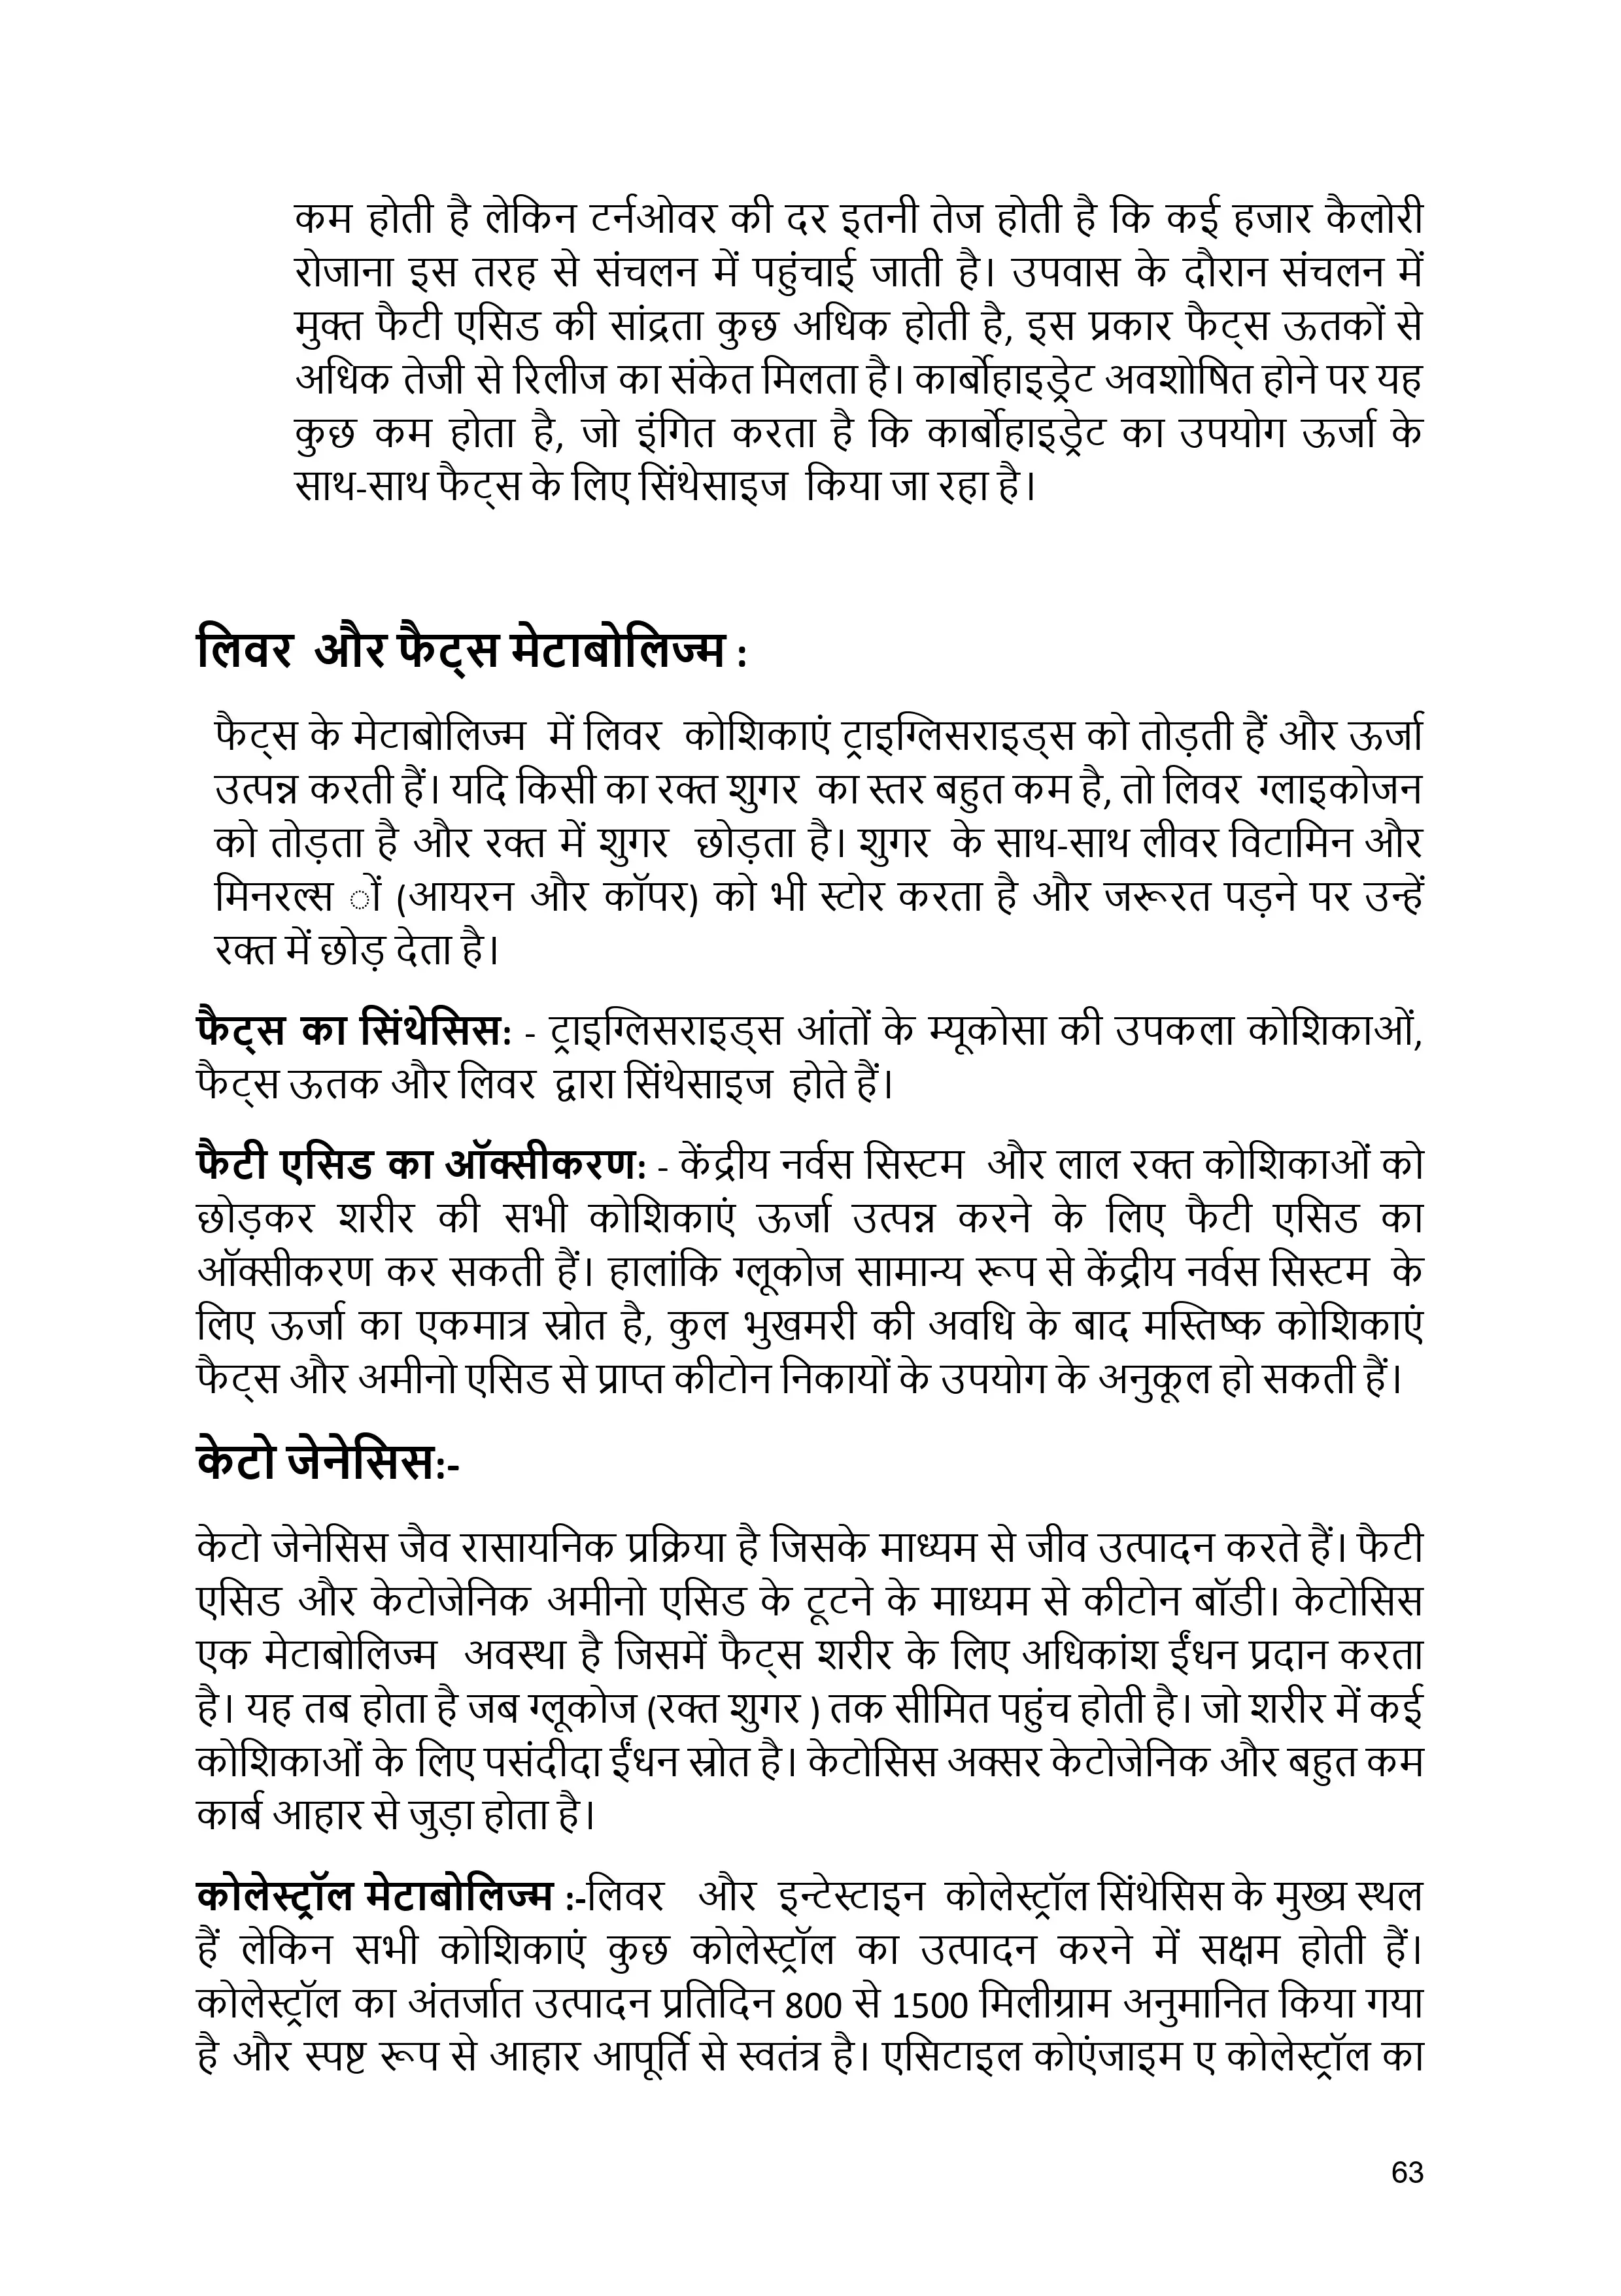 कम होती है लेकिन टर्नओवर की दर इतनी तेज होती है कि कई हजार कैलोरी
रोजाना इस तरह से संचलन में पहुंचाई जाती है। उपवास के दौरान संचलन में
मुक्त फैटी एसिड की सांद्रता कुछ अधिक होती है, इस प्रकार फैट्स ऊतकों से
अधिक तेजी से रिलीज का संकेत मिलता है। कार्बोहाइड्रेट अवशोषित होने पर यह
कुछ कम होता है, जो इंगित करता है कि कार्बोहाइड्रेट का उपयोग ऊर्जा के
साथ-साथ फैट्स के लिए सिंथेसाइज किया जा रहा है।
लिवर और फैट्स मेटाबोलिज्म :
फैट्स के मेटाबोलिज्म में लिवर कोशिकाएं ट्राइग्लिसराइड्स को तोड़ती हैं और ऊर्जा
उत्पन्न करती हैं। यदि किसी का रक्त शुगर का स्तर बहुत कम है, तो लिवर ग्लाइकोजन
को तोड़ता है और रक्त में शुगर छोड़ता है। शुगर के साथ-साथ लीवर विटामिन और
मिनरल्स ों (आयरन और कॉपर) को भी स्टोर करता है और जरूरत पड़ने पर उन्हें
रक्त में छोड़ देता है।
फैट्स का सिंथेसिस: - ट्राइग्लिसराइड्स आंतों के म्यूकोसा की उपकला कोशिकाओं,
फैट्स ऊतक और लिवर द्वारा सिंथेसाइज होते हैं।
फैटी एसिड का ऑक्सीकरण: - केंद्रीय नर्वस सिस्टम और लाल रक्त कोशिकाओं को
छोड़कर शरीर की सभी कोशिकाएं ऊर्जा उत्पन्न करने के लिए फैटी एसिड का
ऑक्सीकरण कर सकती हैं। हालांकि ग्लूकोज सामान्य रूप से केंद्रीय नर्वस सिस्टम के
लिए ऊर्जा का एकमात्र स्रोत है, कुल भुखमरी की अवधि के बाद मस्तिष्क कोशिकाएं
फैट्स और अमीनो एसिड से प्राप्त कीटोन निकायों के उपयोग के अनुकूल हो सकती हैं।
केटो जेनेसिस:-
केटो जेनेसिस जैव रासायनिक प्रक्रिया है जिसके माध्यम से जीव उत्पादन करते हैं। फैटी
एसिड और केटोजेनिक अमीनो एसिड के टूटने के माध्यम से कीटोन बॉडी। केटोसिस
एक मेटाबोलिज्म अवस्था है जिसमें फैट्स शरीर के लिए अधिकांश ईंधन प्रदान करता
है। यह तब होता है जब ग्लूकोज (रक्त शुगर ) तक सीमित पहुंच होती है। जो शरीर में कई
कोशिकाओं के लिए पसंदीदा ईंधन स्रोत है। केटोसिस अक्सर केटोजेनिक और बहुत कम
कार्ब आहार से जुड़ा होता है।
कोलेस्ट्रॉल मेटाबोलिज्म :-लिवर और इन्टेस्टाइन कोलेस्ट्रॉल सिंथेसिस के मुख्य स्थल
हैं लेकिन सभी कोशिकाएं कुछ कोलेस्ट्रॉल का उत्पादन करने में सक्षम होती हैं।
कोलेस्ट्रॉल का अंतर्जात उत्पादन प्रतिदिन 800 से 1500 मिलीग्राम अनुमानित किया गया
है और स्पष्ट रूप से आहार आपूर्ति से स्वतंत्र है। एसिटाइल कोएंजाइम ए कोलेस्ट्रॉल का
63